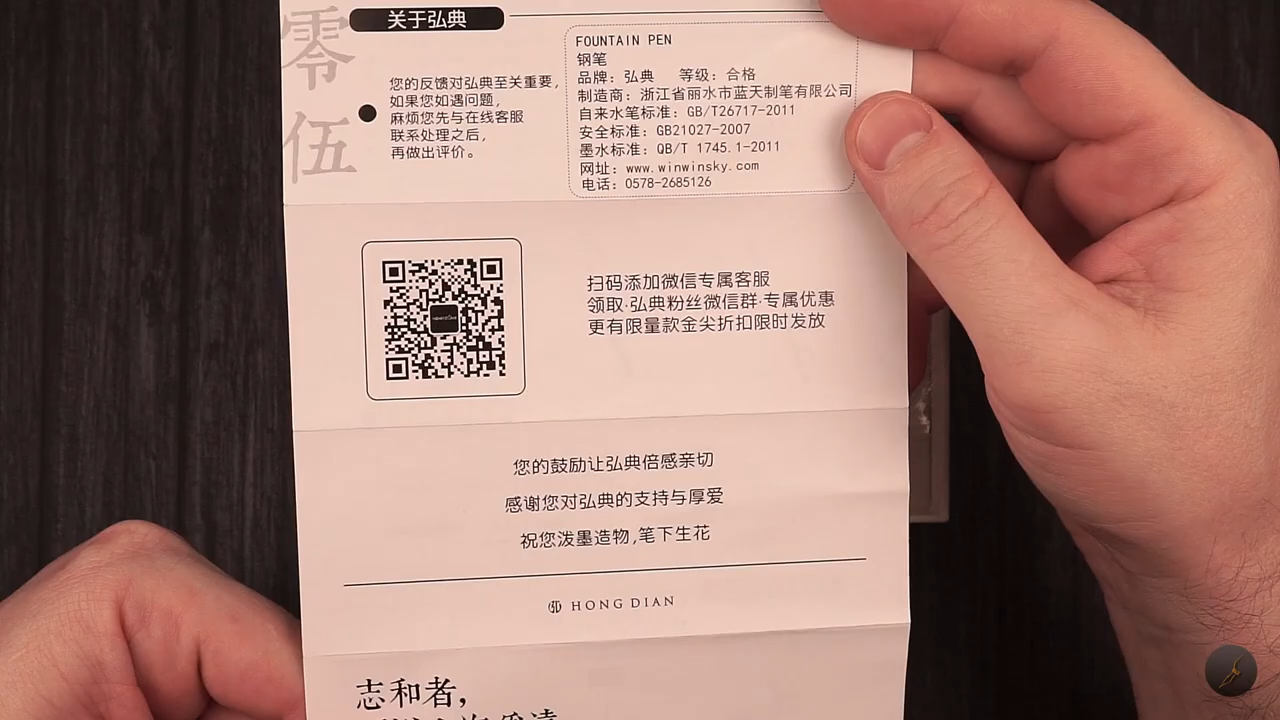 零伍
关于弘典
您的反馈对弘典至关重要，
如果您如遇问题，
麻烦您先与在线客服
联系处理之后，
再做出评价。
FOUNTAIN PEN
钢笔
品牌：弘典 等级：合格
制造商：浙江省丽水市蓝天制笔有限公司
自来水笔标准：GB/T26717-2011
安全标准：GB21027-2007
墨水标准：QB/T 1745.1-2011
网址：www.winwinsky.com
电话：0578-2685126
扫码添加微信专属客服
领取·弘典粉丝微信群·专属优惠
更有限量款金尖折扣限时发放
您的鼓励让弘典倍感亲切
感谢您对弘典的支持与厚爱
祝您泼墨造物,笔下生花
HONG DIAN
志和者，